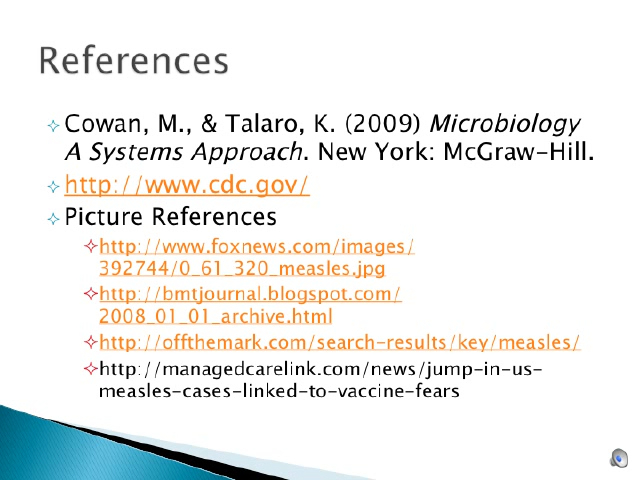 References
Cowan, M., & Talaro, K. (2009) Microbiology
A Systems Approach. New York: McGraw-Hill.
http://www.cdc.gov/
Picture References
http://www.foxnews.com/images/
392744/0_61_320_measles.jpg
http://bmtjournal.blogspot.com/
2008_01_01_archive.html
http://offthemark.com/search-results/key/measles/
http://managedcarelink.com/news/jump-in-us-
measles-cases-linked-to-vaccine-fears